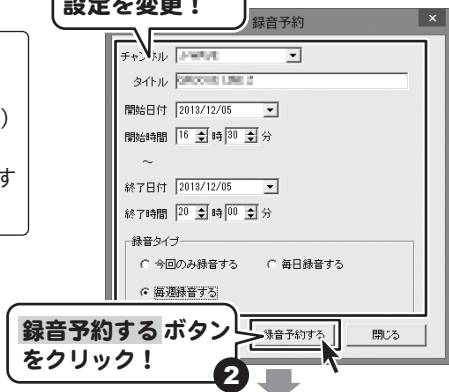 設定を変更！
録音予約
×
）
す
チャンネル
タイトル
開始日付 2013/12/05
開始時間 16 時 30 分
～
終了日付 2013/12/05
終了時間 20 時 00 分
録音タイプ
今回のみ録音する 毎日録音する
毎週録音する
録音予約する 閉じる
録音予約する ボタン
をクリック！
2